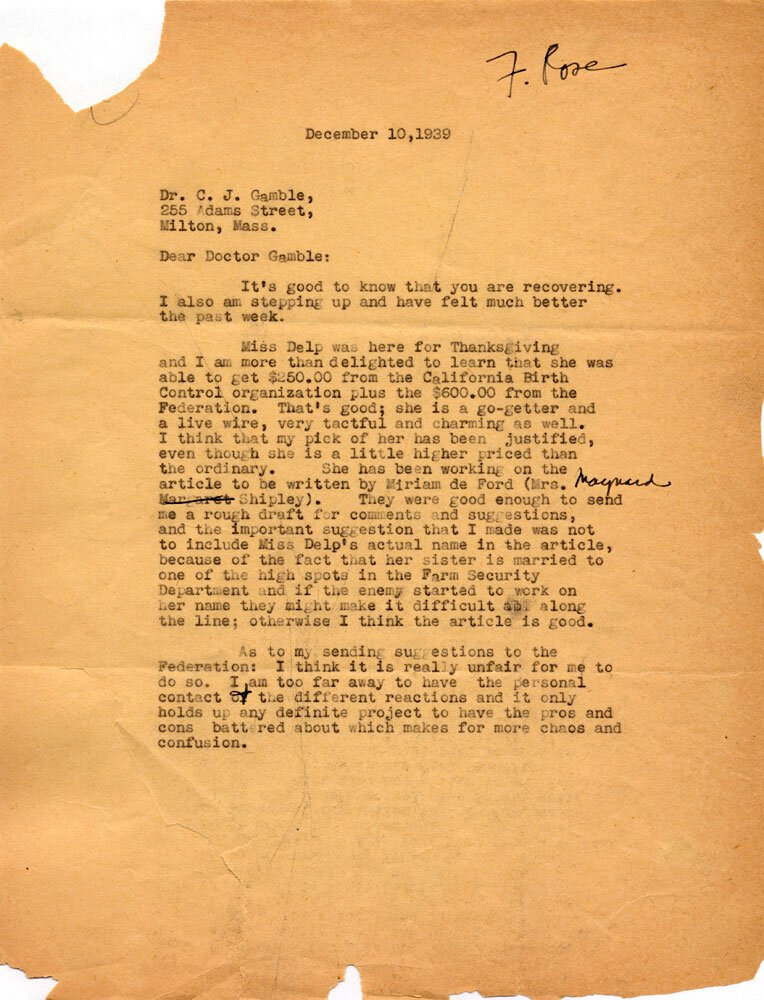 F. Rose
December 10,1939
Dr. C. J. Gamble,
255 Adams Street,
Milton, Mass.
Dear Doctor Gamble:
It's good to know that you are recovering.
I also am stepping up and have felt much better
the past week.
Miss Delp was here for Thanksgiving
and I am more than delighted to learn that she was
able to get $250.00 from the California Birth
Control organization plus the $600.00 from the
Federation. That's good; she is a go-getter and
a live wire, very tactful and charming as well.
I think that my pick of her has been justified,
even though she is a little higher priced than
the ordinary. She has been working on the
article to be written by Miriam de Ford (Mrs. Maynard
Margaret Shipley). They were good enough to send
me a rough draft for comments and suggestions,
and the important suggestion that I made was not
to include Miss Delp's actual name in the article,
because of the fact that her sister is married to
one of the high spots in the Farm Security
Department and if the enemy started to work on
her name they might make it difficult all along
the line; otherwise I think the article is good.
As to my sending suggestions to the
Federation: I think it is really unfair for me to
do so. I am too far away to have the personal
contact of the different reactions and it only
holds up any definite project to have the pros and
cons battered about which makes for more chaos and
confusion.